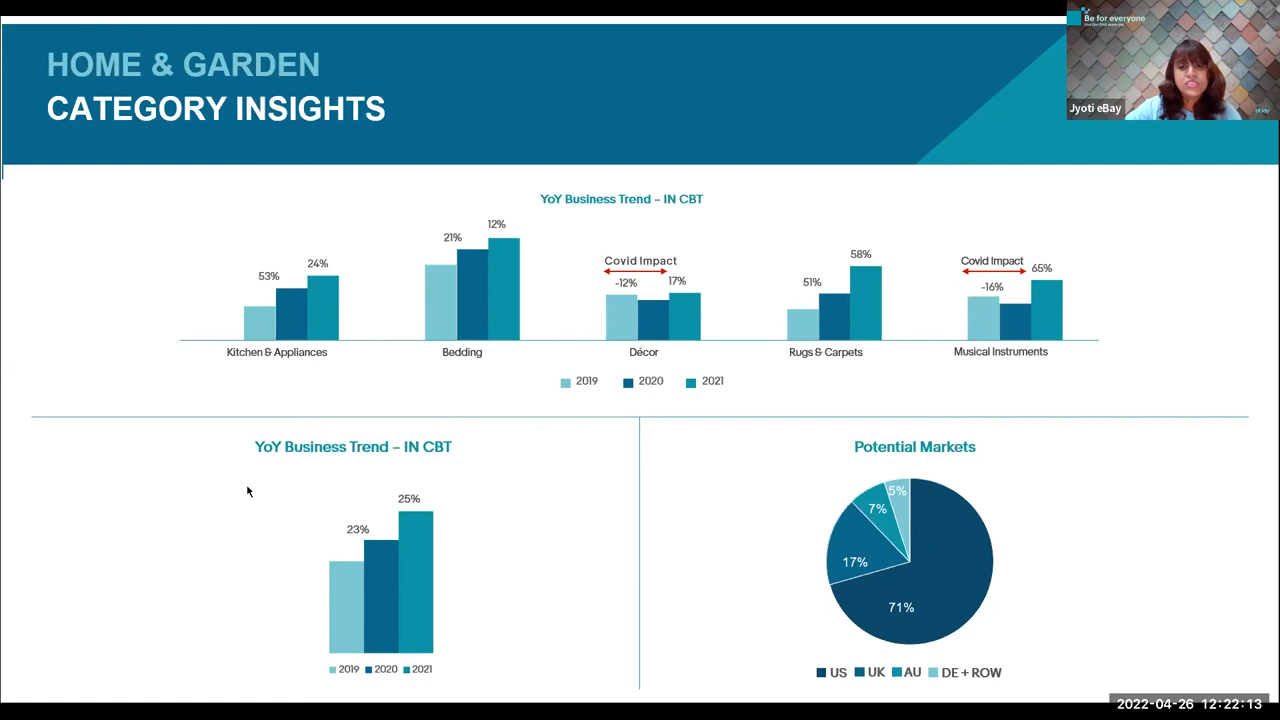 HOME & GARDEN
CATEGORY INSIGHTS
Be for everyone
Jyoti eBay
ebay
YoY Business Trend – IN CBT
53%
24%
21%
12%
Covid Impact
-12%
17%
51%
58%
Covid Impact
-16%
65%
Kitchen & Appliances
Bedding
Décor
Rugs & Carpets
Musical Instruments
2019
2020
2021
YoY Business Trend – IN CBT
23%
25%
2019
2020
2021
Potential Markets
5%
7%
17%
71%
US
UK
AU
DE + ROW
2022-04-26 12:22:13